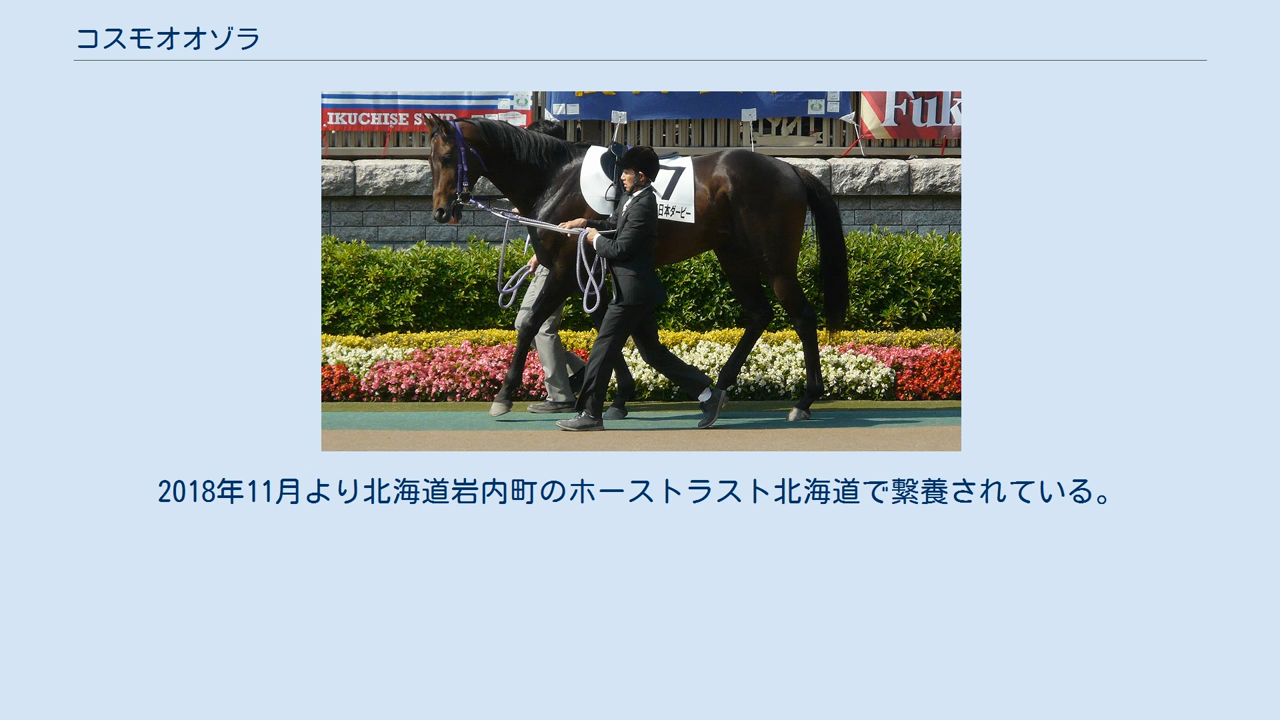 コスモオオゾラ
IKUCHISE STUD
Fuk
7
日本ダービー
2018年11月より北海道岩内町のホーストラスト北海道で繋養されている。